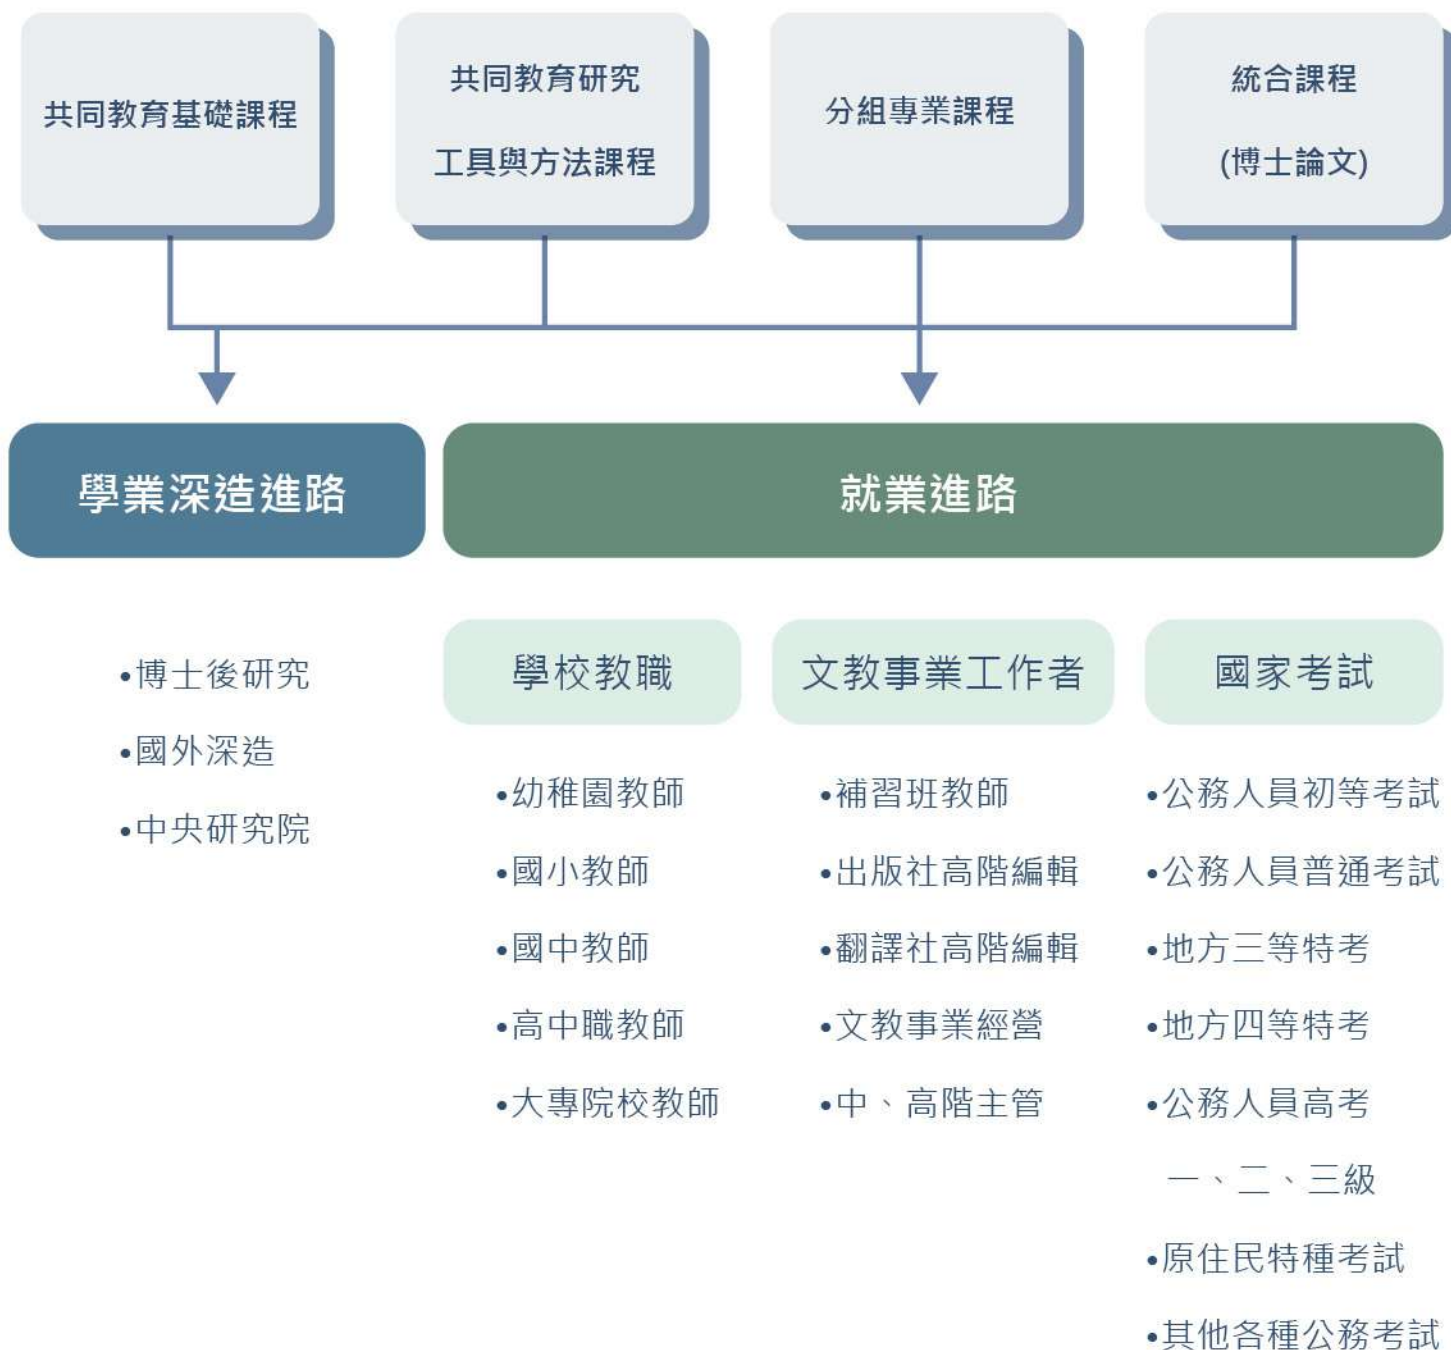 共同教育基礎課程
共同教育研究
工具與方法課程
分組專業課程
統合課程
(博士論文)
學業深造進路
就業進路
•博士後研究
•國外深造
•中央研究院
學校教職
•幼稚園教師
•國小教師
•國中教師
•高中職教師
•大專院校教師
文教事業工作者
•補習班教師
•出版社高階編輯
•翻譯社高階編輯
•文教事業經營
•中、高階主管
國家考試
•公務人員初等考試
•公務人員普通考試
•地方三等特考
•地方四等特考
•公務人員高考
一、二、三級
•原住民特種考試
•其他各種公務考試